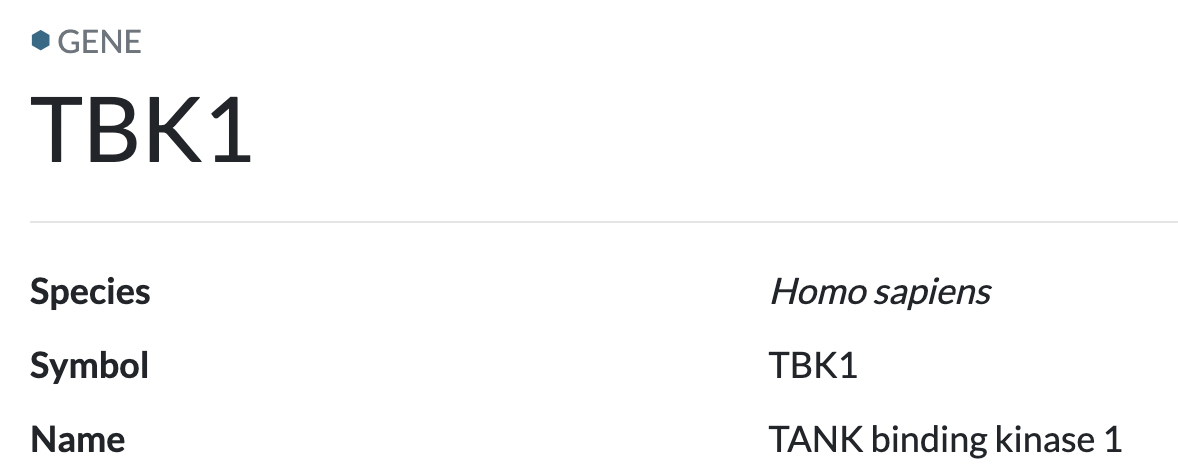 GENE
TBK1
Species Homo sapiens
Symbol TBK1
Name TANK binding kinase 1